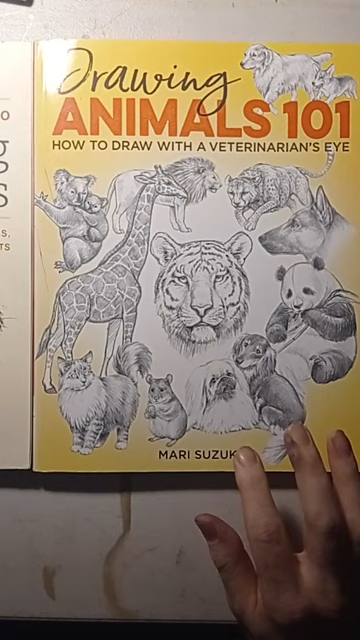 Drawing
ANIMALS 101
HOW TO DRAW WITH A VETERINARIAN'S EYE
MARI SUZUK